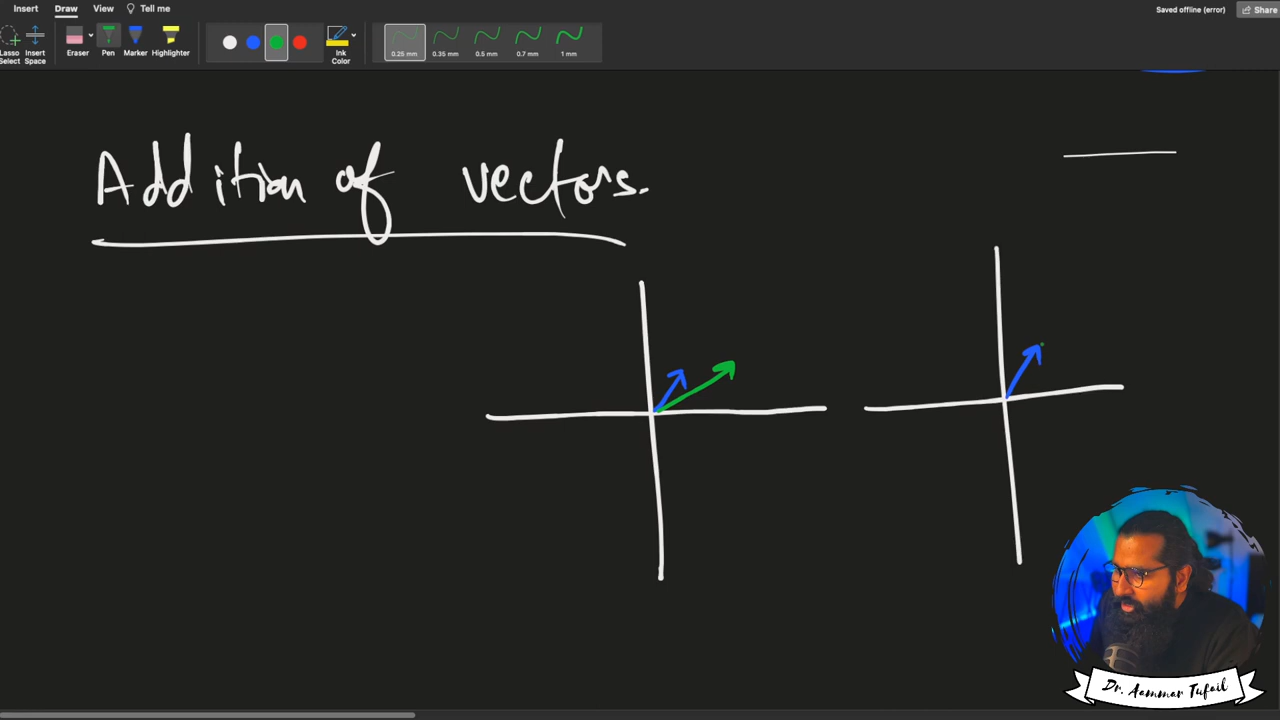 Insert Draw View Tell me
Saved offline (error) Share
Lasso Select
Insert Space
Eraser
Pen
Marker
Highlighter
Ink Color
0.25 mm 0.35 mm 0.5 mm 0.7 mm 1 mm
Addition of vectors.
Dr. Aammar Tufail